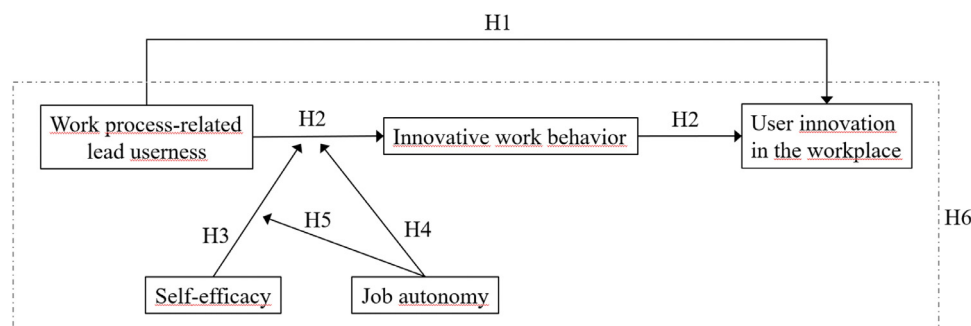 H1
Work process-related
lead userness
H2
Innovative work behavior
H2
User innovation
in the workplace
H3
H5
H4
H6
Self-efficacy
Job autonomy